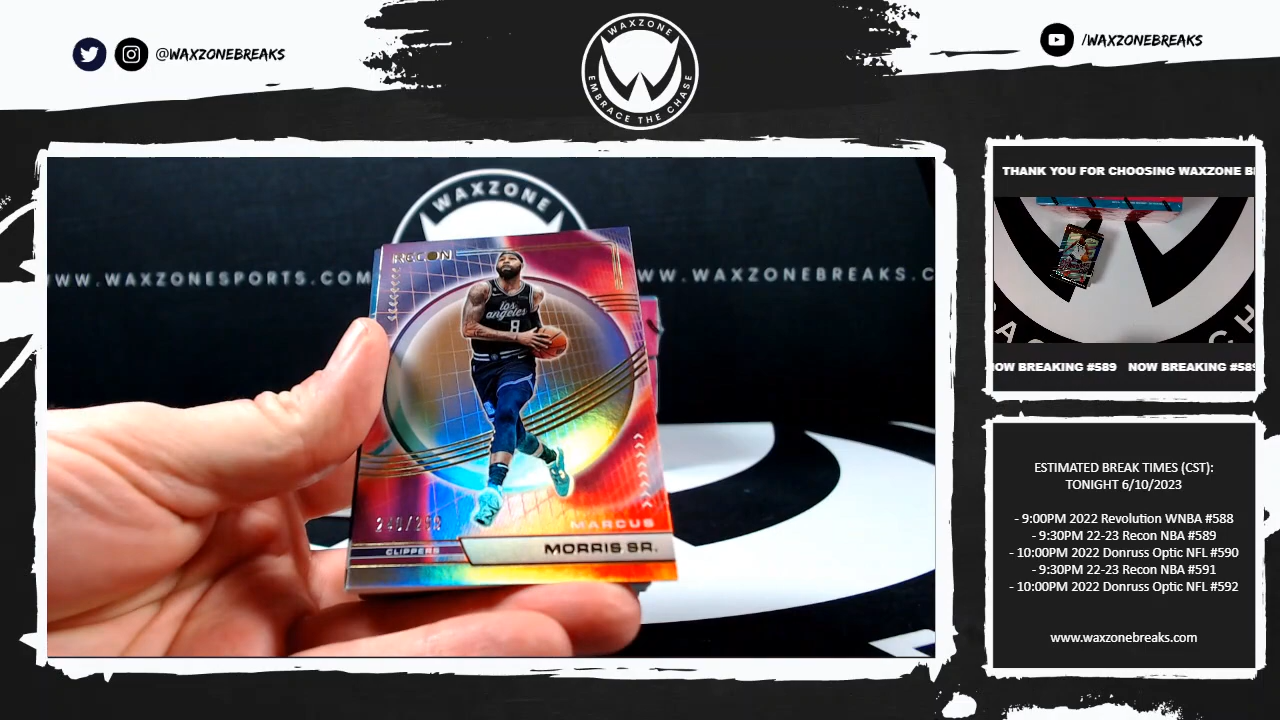 @WAXZONEBREAKS
WAXZONE
EMBRACE THE CHASE
/WAXZONEBREAKS
WAXZONE
WWW.WAXZONESPORTS.COM
WWW.WAXZONEBREAKS.C
RECON
los
angeles
8
MARCUS
CLIPPERS
MORRIS SR.
THANK YOU FOR CHOOSING WAXZONE B
OW BREAKING #589 NOW BREAKING #589
ESTIMATED BREAK TIMES (CST):
TONIGHT 6/10/2023
- 9:00PM 2022 Revolution WNBA #588
- 9:30PM 22-23 Recon NBA #589
- 10:00PM 2022 Donruss Optic NFL #590
- 9:30PM 22-23 Recon NBA #591
- 10:00PM 2022 Donruss Optic NFL #592
www.waxzonebreaks.com